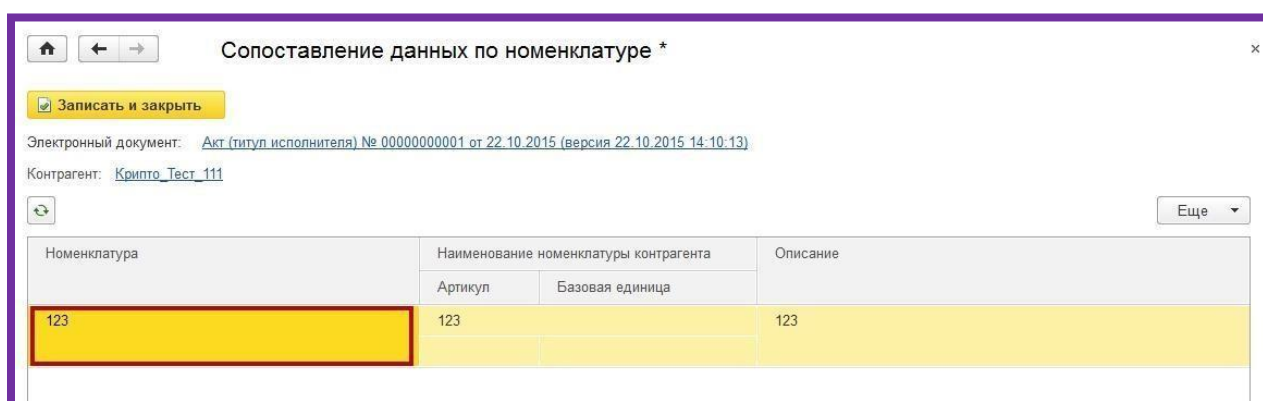 Сопоставление данных по номенклатуре *
×
Записать и закрыть
Электронный документ: Акт (титул исполнителя) № 00000000001 от 22.10.2015 (версия 22.10.2015 14:10:13)
Контрагент: Крипто_Тест_111
Еще
Номенклатура Наименование номенклатуры контрагента Описание
Артикул Базовая единица
123 123 123